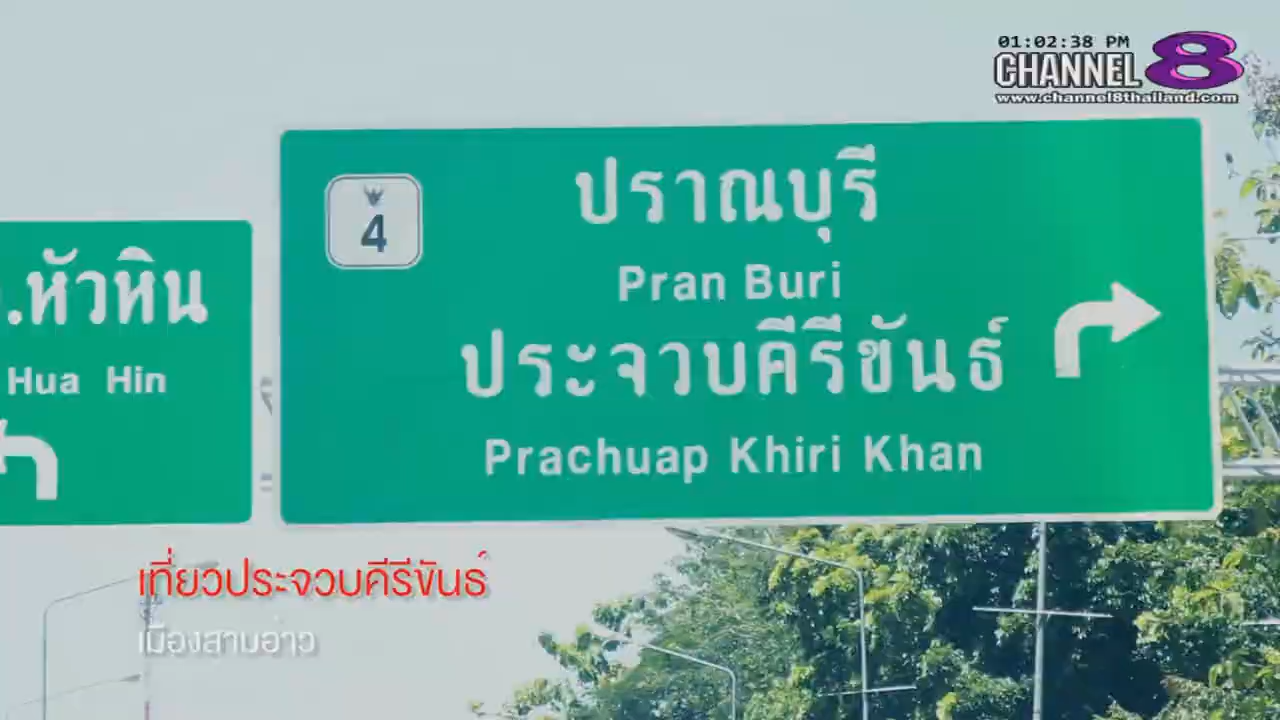 01:02:38 PM
CHANNEL 8
www.channel8thailand.com
4
ปราณบุรี
Pran Buri
ประจวบคีรีขันธ์
Prachuap Khiri Khan
.หัวหิน
Hua Hin
เที่ยวประจวบคีรีขันธ์
เมืองสามอ่าว